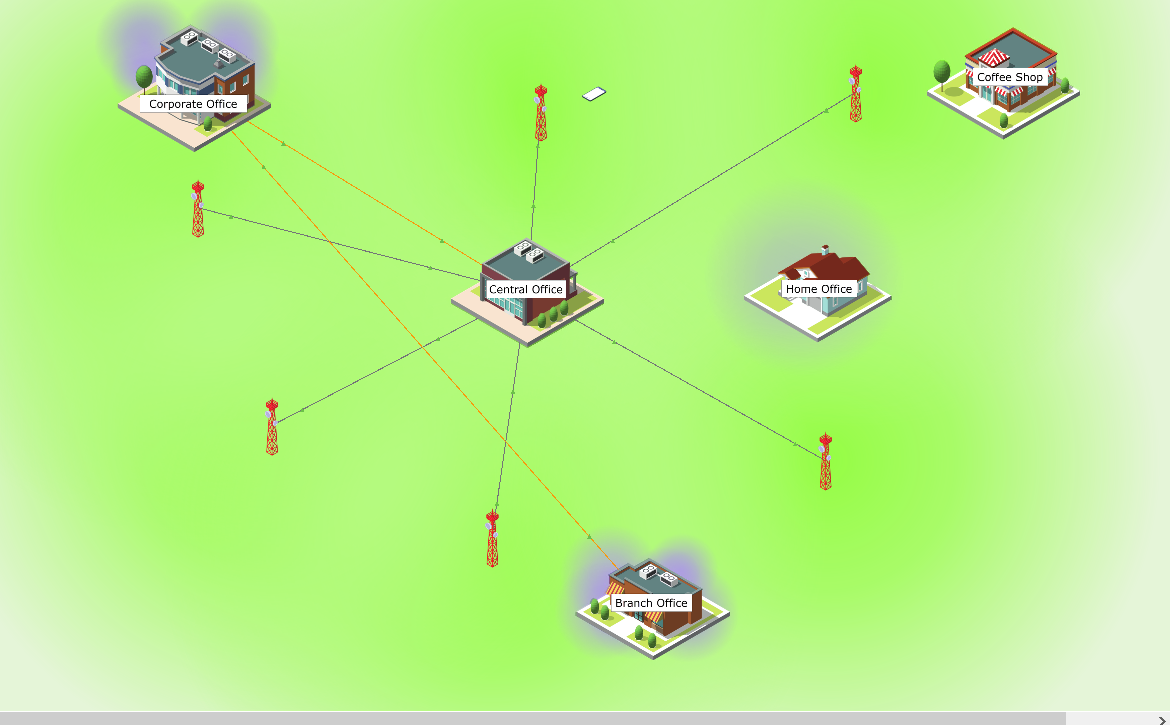 Corporate Office
Coffee Shop
Central Office
Home Office
Branch Office